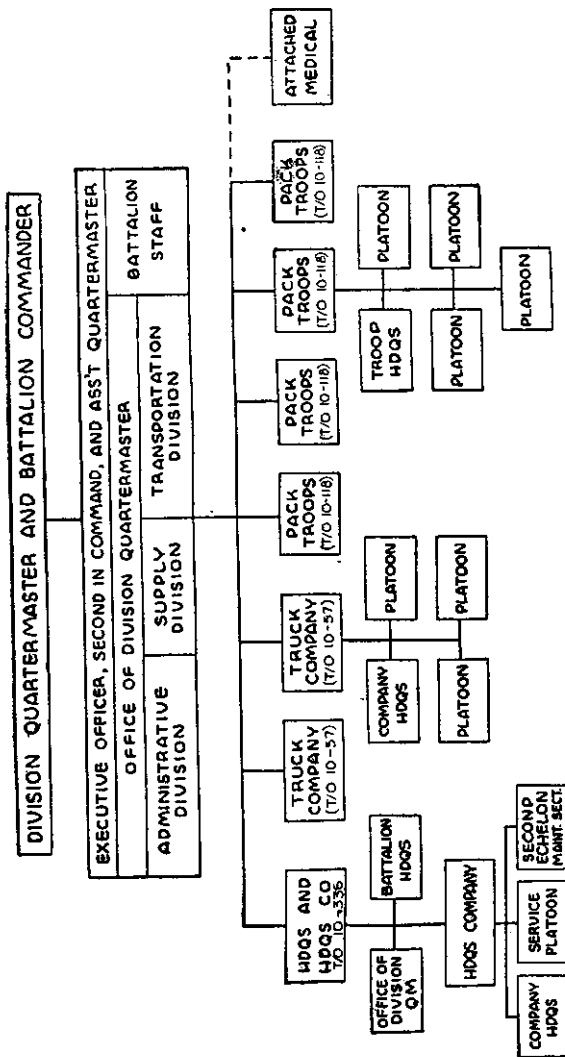 DIVISION QUARTERMASTER AND BATTALION COMMANDER
EXECUTIVE OFFICER, SECOND IN COMMAND, AND ASS'T QUARTERMASTER
OFFICE OF DIVISION QUARTERMASTER
ADMINISTRATIVE
DIVISION
SUPPLY
DIVISION
TRANSPORTATION
DIVISION
BATTALION
STAFF
HDQS AND
HDQS CO
T/O 10-336
TRUCK
COMPANY
(T/O 10-57)
TRUCK
COMPANY
(T/O 10-57)
PACK
TROOPS
(T/O 10-118)
PACK
TROOPS
(T/O 10-118)
PACK
TROOPS
(T/O 10-118)
PACK
TROOPS
(T/O 10-118)
ATTACHED
MEDICAL
OFFICE OF
DIVISION
QM
BATTALION
HDQS
HDQS COMPANY
COMPANY
HDQS
SERVICE
PLATOON
SECOND
ECHELON
(MAINT. SECT.
COMPANY
HDQS
PLATOON
PLATOON
PLATOON
TROOP
HDQS
PLATOON
PLATOON
PLATOON
PLATOON